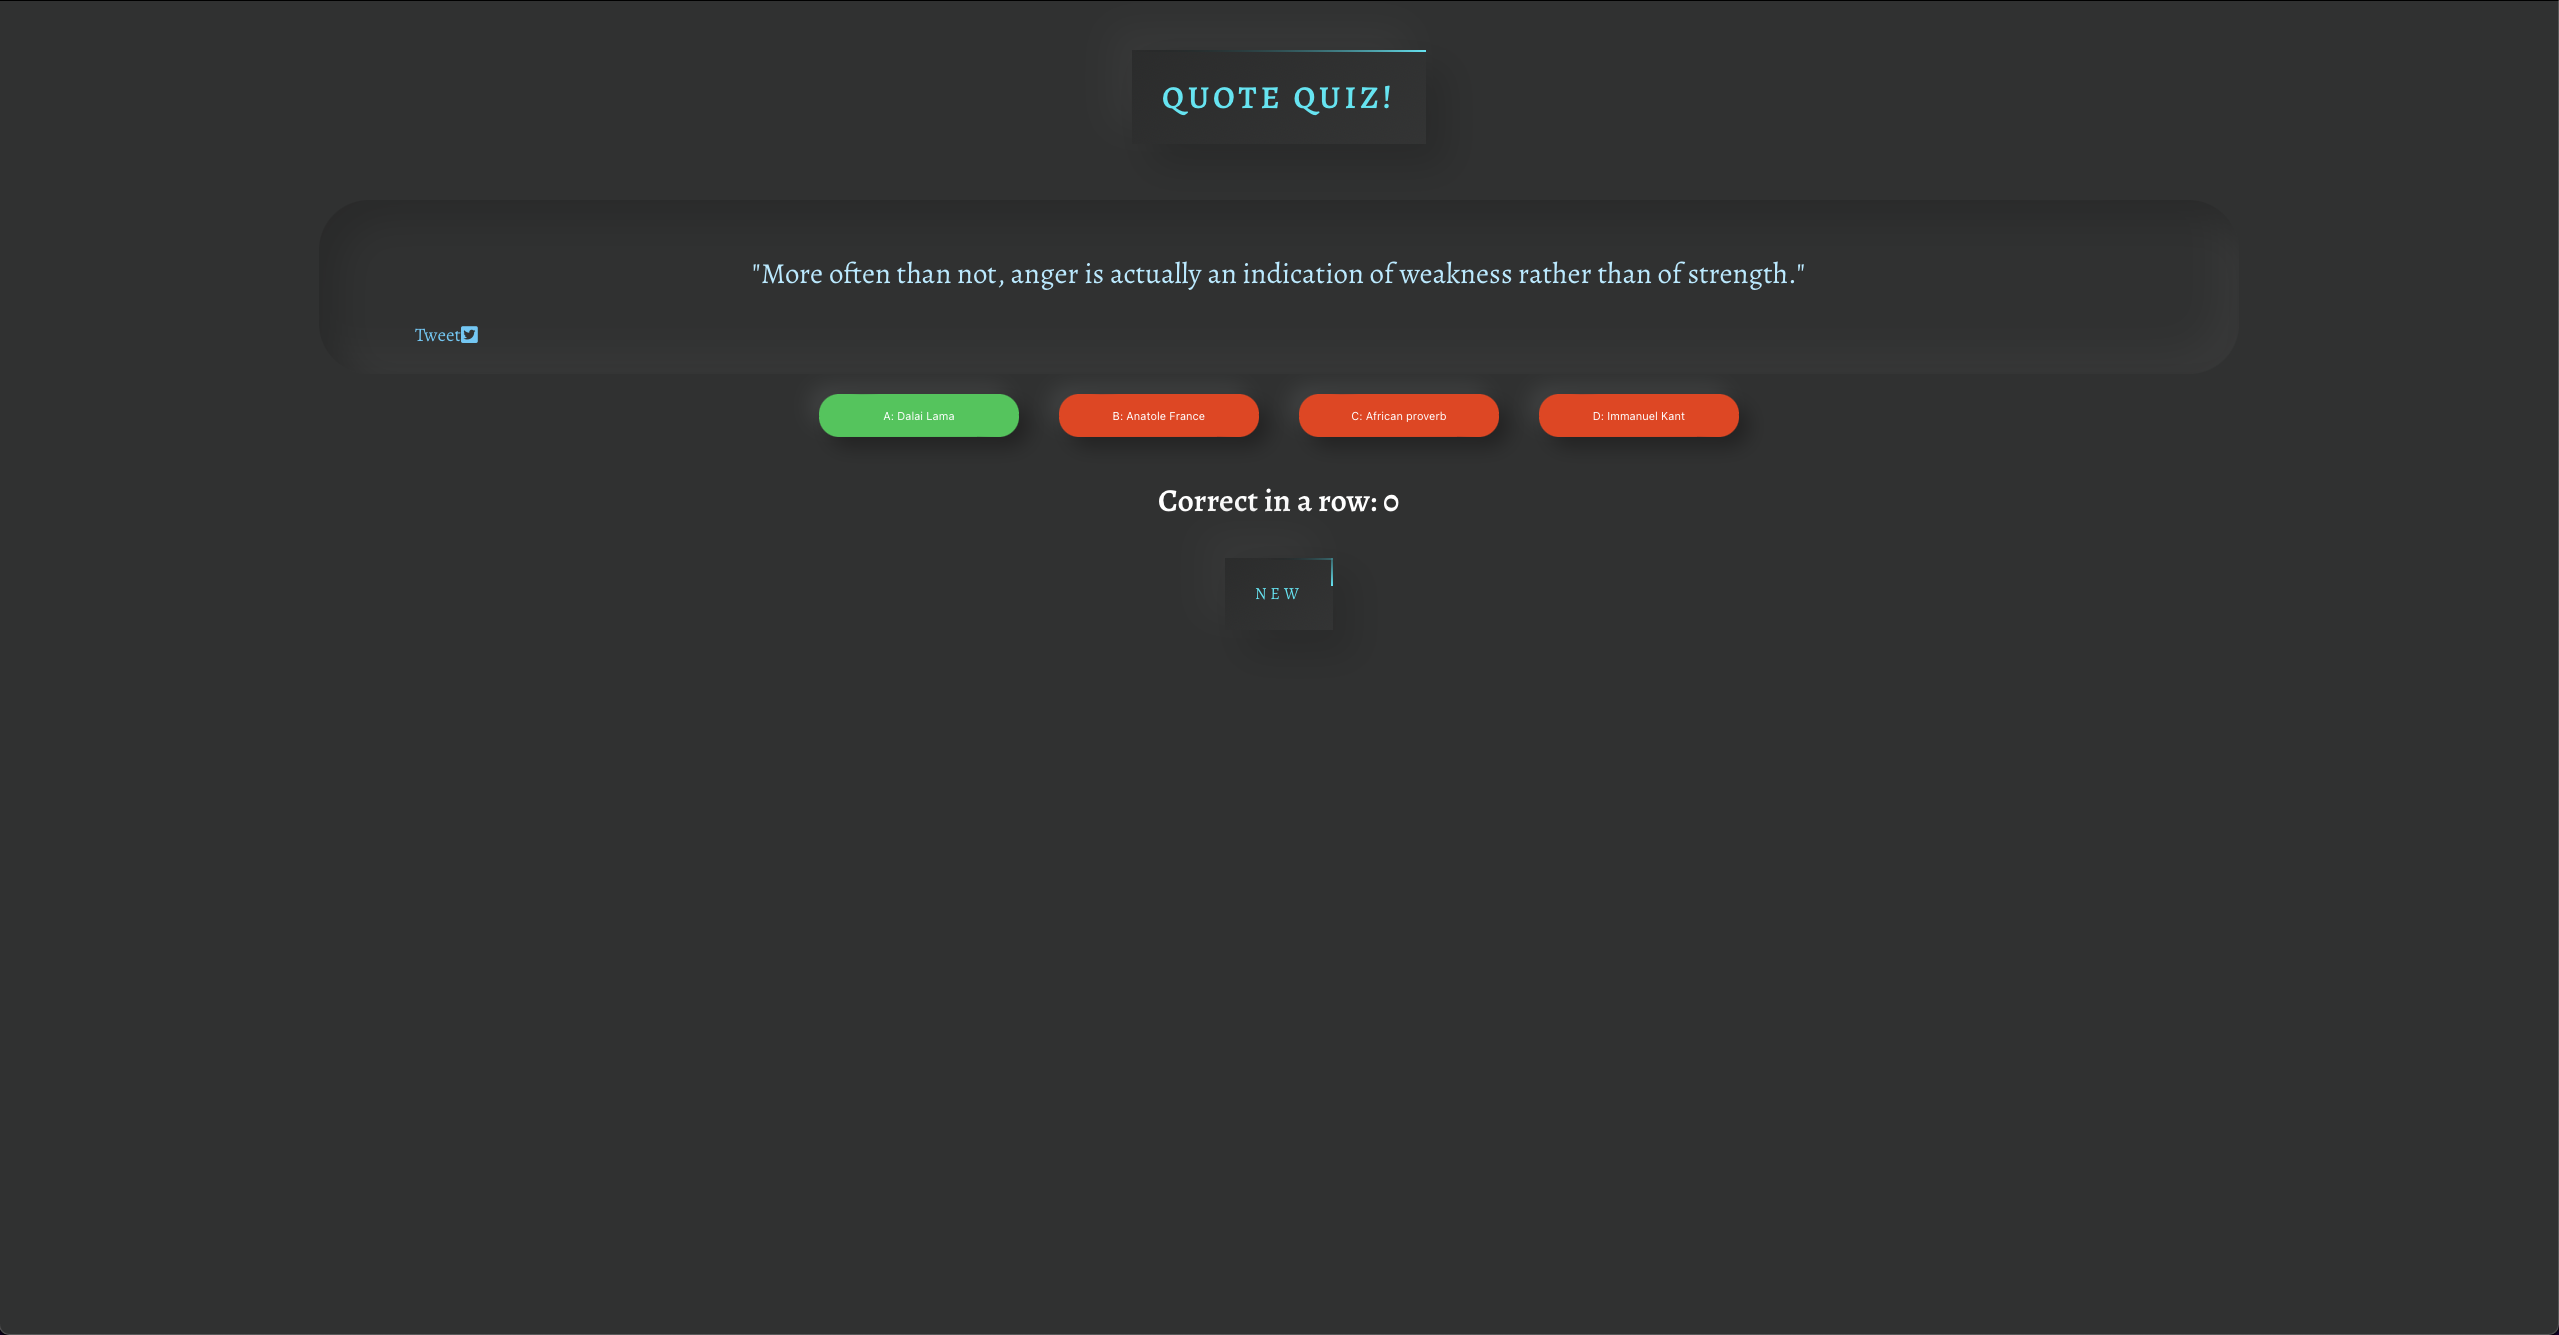 QUOTE QUIZ!
"More often than not, anger is actually an indication of weakness rather than of strength."
Tweet
A: Dalai Lama
B: Anatole France
C: African proverb
D: Immanuel Kant
Correct in a row: 0
NEW